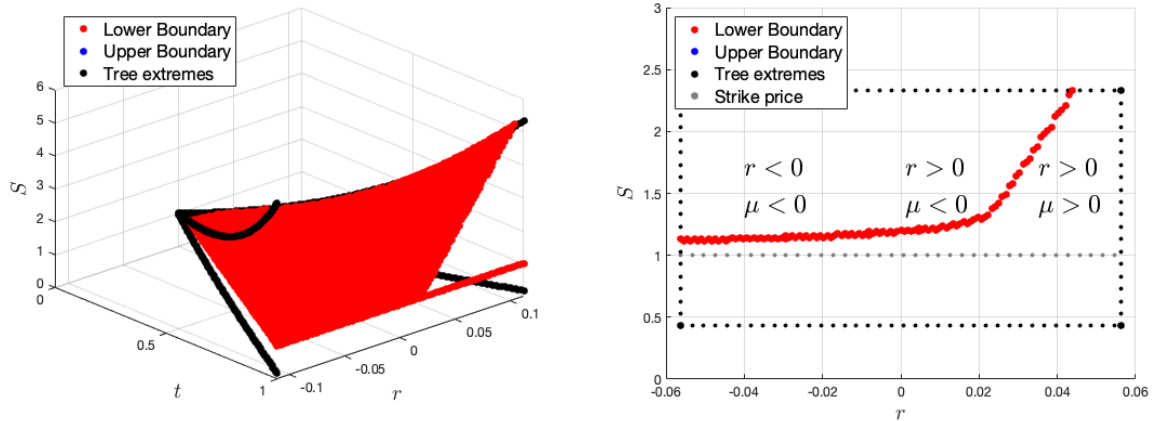 Lower Boundary
Upper Boundary
Tree extremes
6
5
4
3
2
1
0
S
0
0.5
1
t
-0.1
-0.05
0
0.05
0.1
r
Lower Boundary
Upper Boundary
Tree extremes
Strike price
3
2.5
2
1.5
1
0.5
0
S
r < 0
μ < 0
r > 0
μ < 0
r > 0
μ > 0
-0.06
-0.04
-0.02
0
0.02
0.04
0.06
r